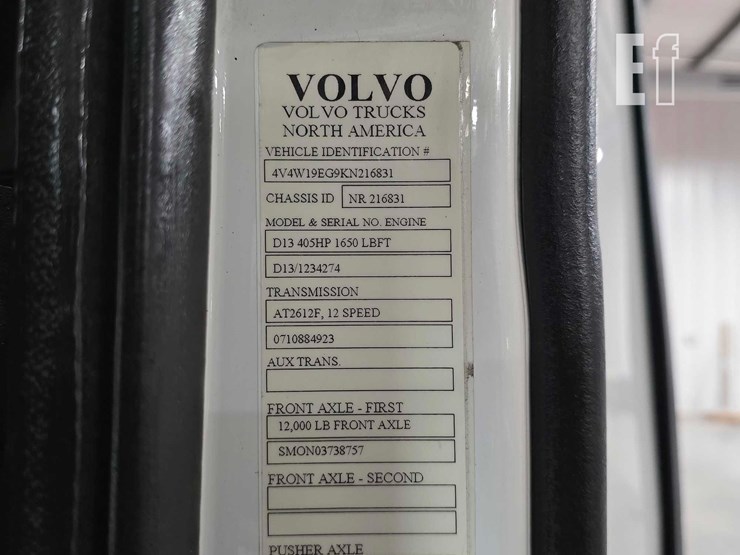 Ef
VOLVO
VOLVO TRUCKS
NORTH AMERICA
VEHICLE IDENTIFICATION #
4V4W19EG9KN216831
CHASSIS ID NR 216831
MODEL & SERIAL NO. ENGINE
D13 405HP 1650 LBFT
D13/1234274
TRANSMISSION
AT2612F, 12 SPEED
0710884923
AUX TRANS.
FRONT AXLE - FIRST
12,000 LB FRONT AXLE
SMON03738757
FRONT AXLE - SECOND
PUSHER AXLE